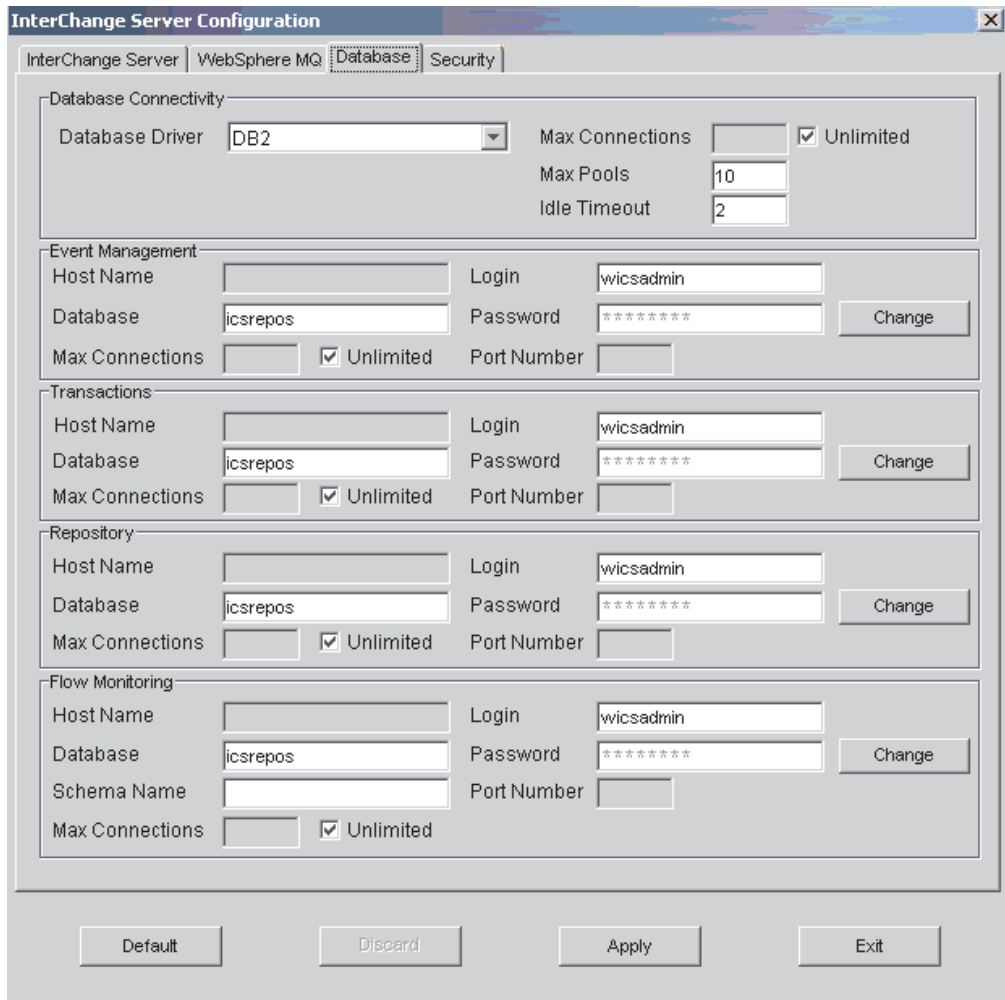 InterChange Server Configuration
InterChange Server WebSphere MQ Database Security
Database Connectivity
Database Driver DB2 Max Connections Unlimited
Max Pools 10
Idle Timeout 2
Event Management
Host Name Login wicsadmin
Database icsrepos Password ******** Change
Max Connections Unlimited Port Number
Transactions
Host Name Login wicsadmin
Database icsrepos Password ******** Change
Max Connections Unlimited Port Number
Repository
Host Name Login wicsadmin
Database icsrepos Password ******** Change
Max Connections Unlimited Port Number
Flow Monitoring
Host Name Login wicsadmin
Database icsrepos Password ******** Change
Schema Name Port Number
Max Connections Unlimited
Default Discard Apply Exit